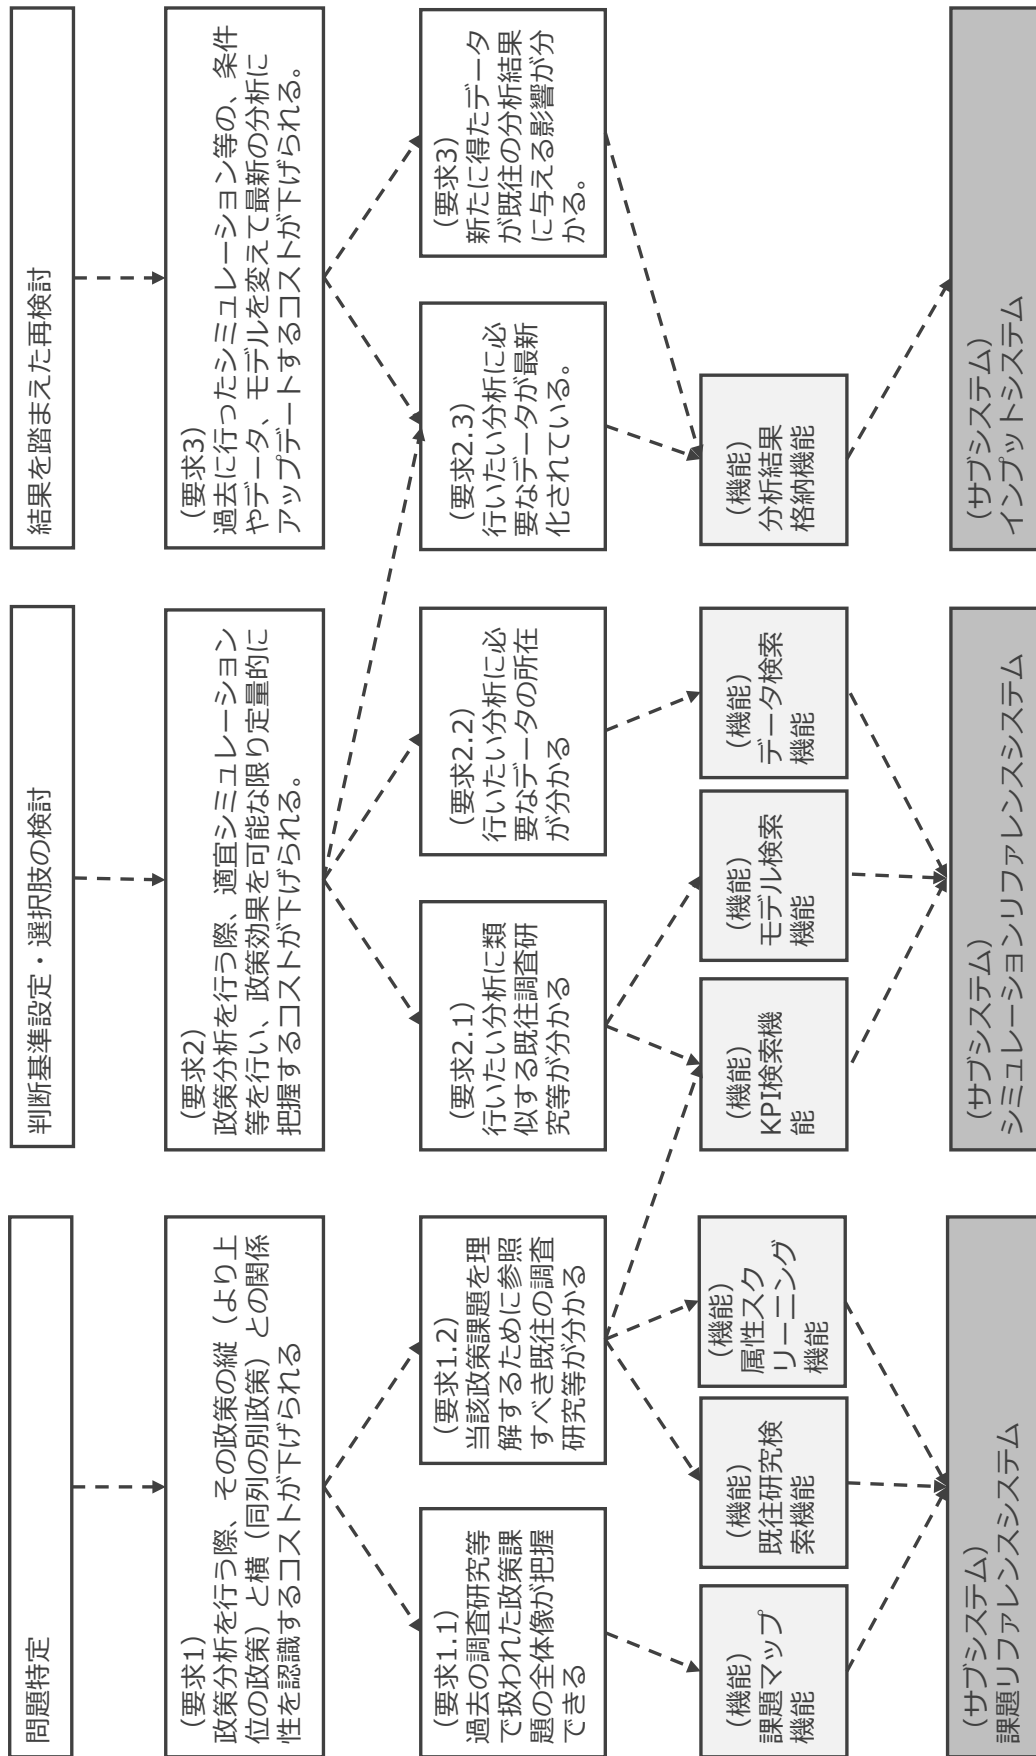 問題特定
判断基準設定・選択肢の検討
結果を踏まえた再検討
(要求1)
政策分析を行う際、その政策の縦(より上
位の政策)と横(同列の別政策)との関係
性を認識するコストが下げられる
(要求2)
政策分析を行う際、適宜シミュレーション
等を行い、政策効果を可能な限り定量的に
把握するコストが下げられる。
(要求3)
過去に行ったシミュレーション等の、条件
やデータ、モデルを変えて最新の分析に
アップデートするコストが下げられる。
(要求1.1)
過去の調査研究等
で扱われた政策課
題の全体像が把握
できる
(要求1.2)
当該政策課題を理
解するために参照
すべき既往の調査
研究等が分かる
(要求2.1)
行いたい分析に類
似する既往調査研
究等が分かる
(要求2.2)
行いたい分析に必
要なデータの所在
が分かる
(要求2.3)
行いたい分析に必
要なデータが最新
化されている。
(要求3)
新たに得たデータ
が既往の分析結果
に与える影響が分
かる。
(機能)
課題マップ
機能
(機能)
既往研究検
索機能
(機能)
属性スク
リーニング
機能
(機能)
KPI検索機
能
(機能)
モデル検索
機能
(機能)
データ検索
機能
(機能)
分析結果
格納機能
(サブシステム)
課題リファレンスシステム
(サブシステム)
シミュレーションリファレンスシステム
(サブシステム)
インプットシステム